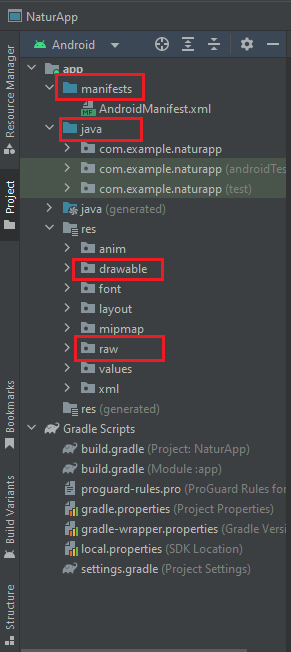 NaturApp
Android
app
manifests
AndroidManifest.xml
java
com.example.naturapp
com.example.naturapp (androidTes
com.example.naturapp (test)
java (generated)
res
anim
drawable
font
layout
mipmap
raw
values
xml
res (generated)
Gradle Scripts
build.gradle (Project: NaturApp)
build.gradle (Module :app)
proguard-rules.pro (ProGuard Rules for
gradle.properties (Project Properties)
gradle-wrapper.properties (Gradle Vers
local.properties (SDK Location)
settings.gradle (Project Settings)
Resource Manager
Project
Bookmarks
Build Variants
Structure